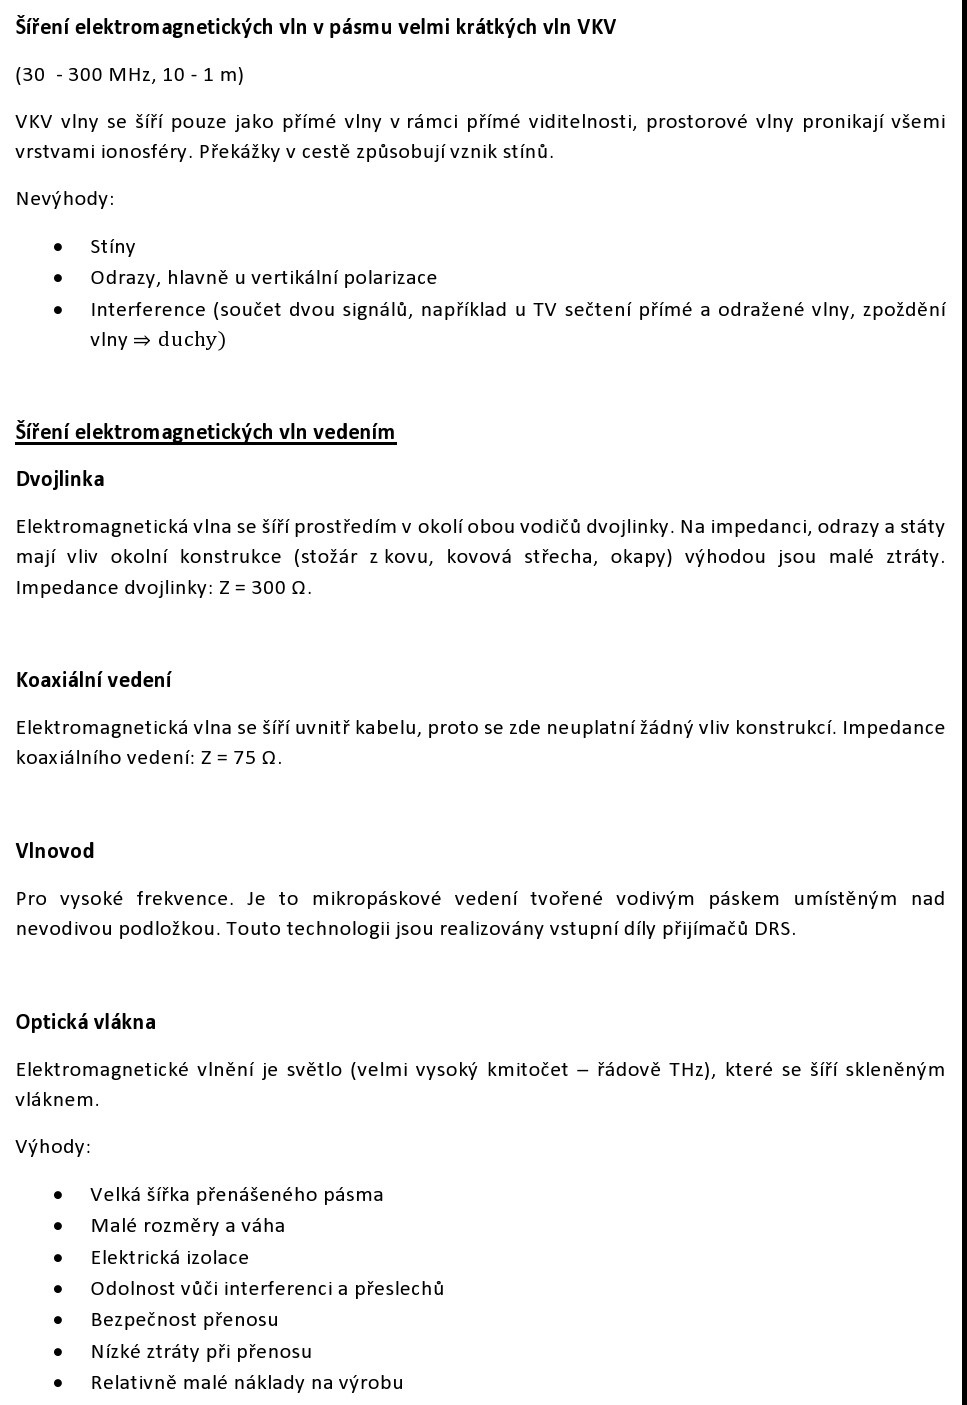 Šíření elektromagnetických vln v pásmu velmi krátkých vln VKV
(30  - 300 MHz, 10 - 1 m)
VKV vlny se šíří pouze jako přímé vlny v rámci přímé viditelnosti, prostorové vlny pronikají všemi
vrstvami ionosféry. Překážky v cestě způsobují vznik stínů.
Nevýhody:
• Stíny
• Odrazy, hlavně u vertikální polarizace
• Interference (součet dvou signálů, například u TV sečtení přímé a odražené vlny, zpoždění
vlny ⇒ duchy)
Šíření elektromagnetických vln vedením
Dvojlinka
Elektromagnetická vlna se šíří prostředím v okolí obou vodičů dvojlinky. Na impedanci, odrazy a státy
mají vliv okolní konstrukce (stožár z kovu, kovová střecha, okapy) výhodou jsou malé ztráty.
Impedance dvojlinky: Z = 300 Ω.
Koaxiální vedení
Elektromagnetická vlna se šíří uvnitř kabelu, proto se zde neuplatní žádný vliv konstrukcí. Impedance
koaxiálního vedení: Z = 75 Ω.
Vlnovod
Pro vysoké frekvence. Je to mikropáskové vedení tvořené vodivým páskem umístěným nad
nevodivou podložkou. Touto technologii jsou realizovány vstupní díly přijímačů DRS.
Optická vlákna
Elektromagnetické vlnění je světlo (velmi vysoký kmitočet – řádově THz), které se šíří skleněným
vláknem.
Výhody:
• Velká šířka přenášeného pásma
• Malé rozměry a váha
• Elektrická izolace
• Odolnost vůči interferenci a přeslechů
• Bezpečnost přenosu
• Nízké ztráty při přenosu
• Relativně malé náklady na výrobu